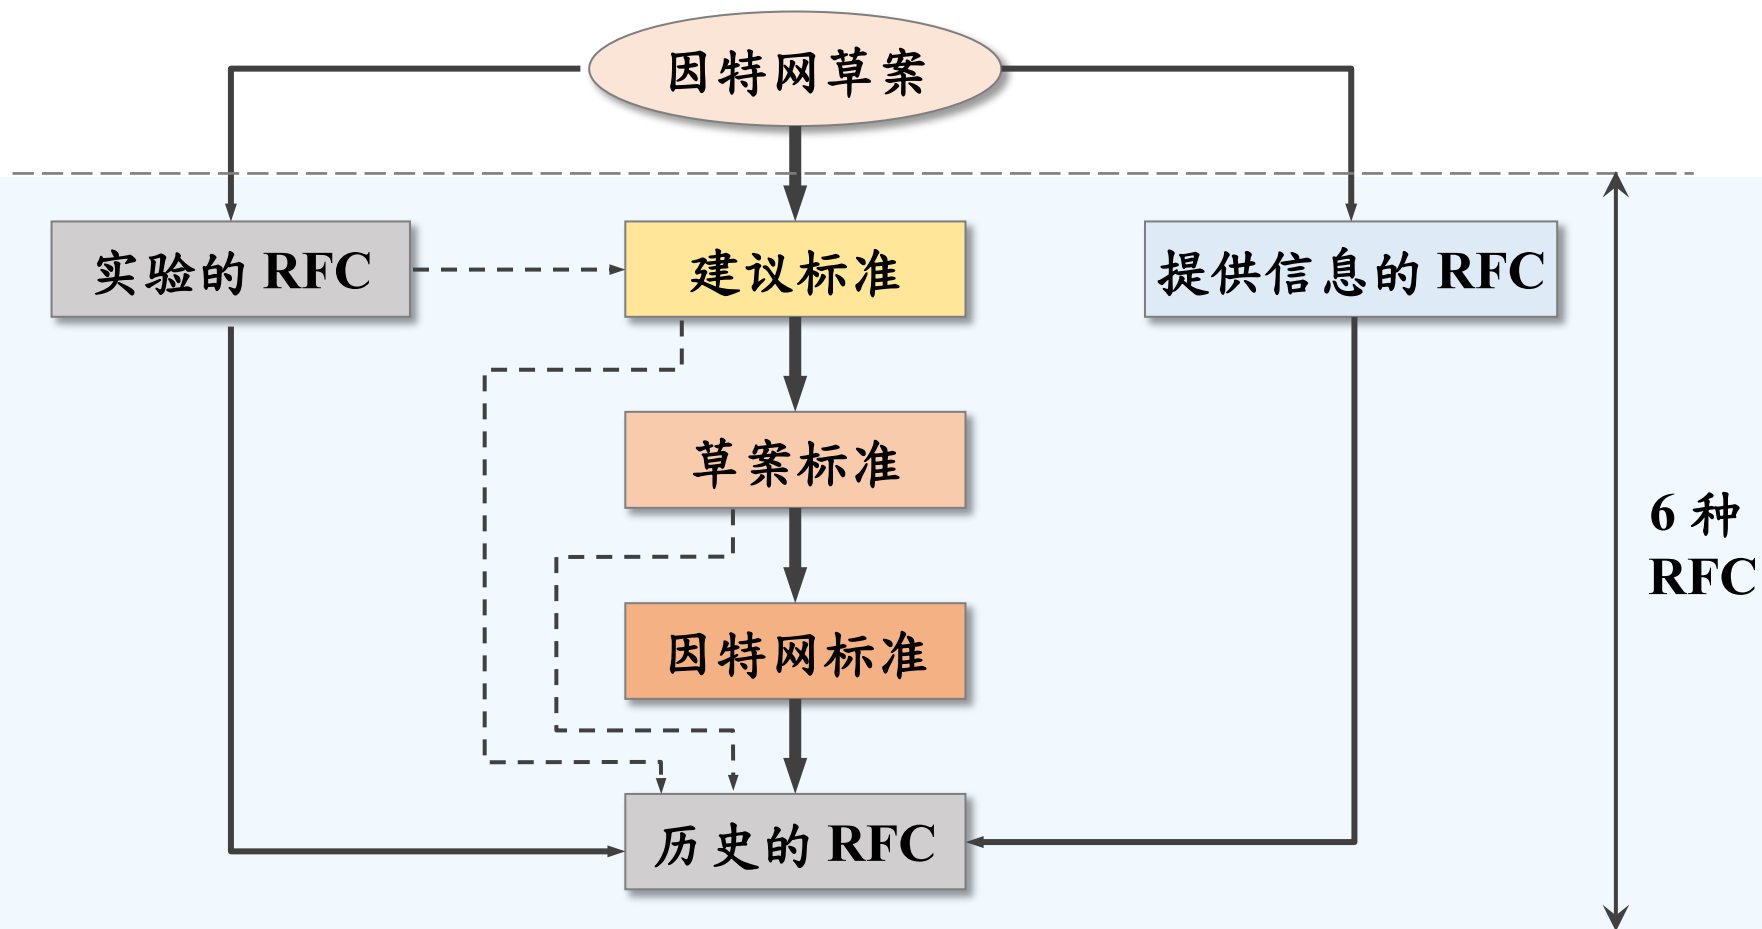 因特网草案
实验的 RFC
建议标准
提供信息的 RFC
草案标准
6 种
RFC
因特网标准
历史的 RFC